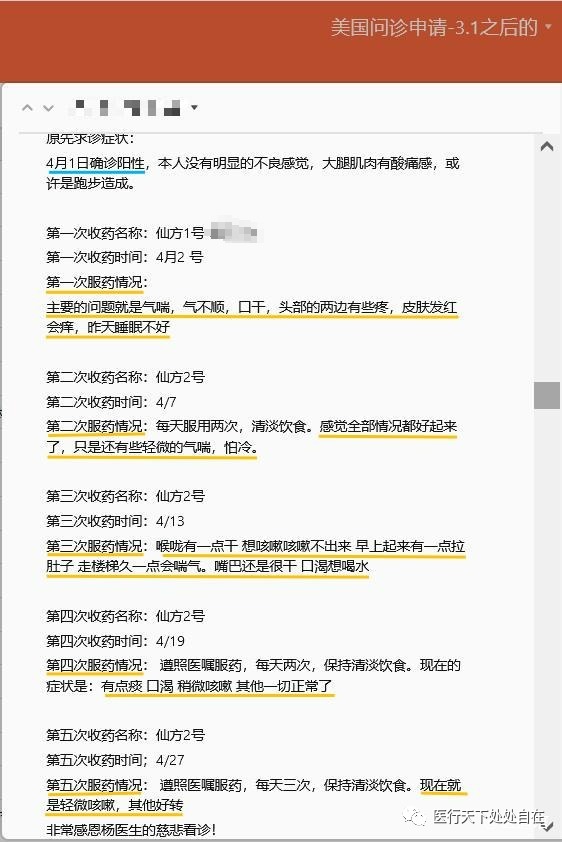 美国问诊申请-3.1之后的
原先求诊症状：
4月1日确诊阳性，本人没有明显的不良感觉，大腿肌肉有酸痛感，或
许是跑步造成。
第一次收药名称：仙方1号
第一次收药时间：4月2 号
第一次服药情况：
主要的问题就是气喘，气不顺，口干，头部的两边有些疼，皮肤发红
会痒，昨天睡眠不好
第二次收药名称：仙方2号
第二次收药时间：4/7
第二次服药情况：每天服用两次，清淡饮食。感觉全部情况都好起来
了，只是还有些轻微的气喘，怕冷。
第三次收药名称：仙方2号
第三次收药时间：4/13
第三次服药情况：喉咙有一点干 想咳嗽咳嗽不出来 早上起来有一点拉
肚子 走楼梯久一点会喘气。嘴巴还是很干 口渴想喝水
第四次收药名称：仙方2号
第四次收药时间：4/19
第四次服药情况： 遵照医嘱服药，每天两次，保持清淡饮食。现在的
症状是：有点痰 口渴 稍微咳嗽 其他一切正常了
第五次收药名称：仙方2号
第五次收药时间；4/27
第五次服药情况： 遵照医嘱服药，每天三次，保持清淡饮食。现在就
是轻微咳嗽，其他好转
非常感恩杨医生的慈悲看诊！
医行天下处处自在